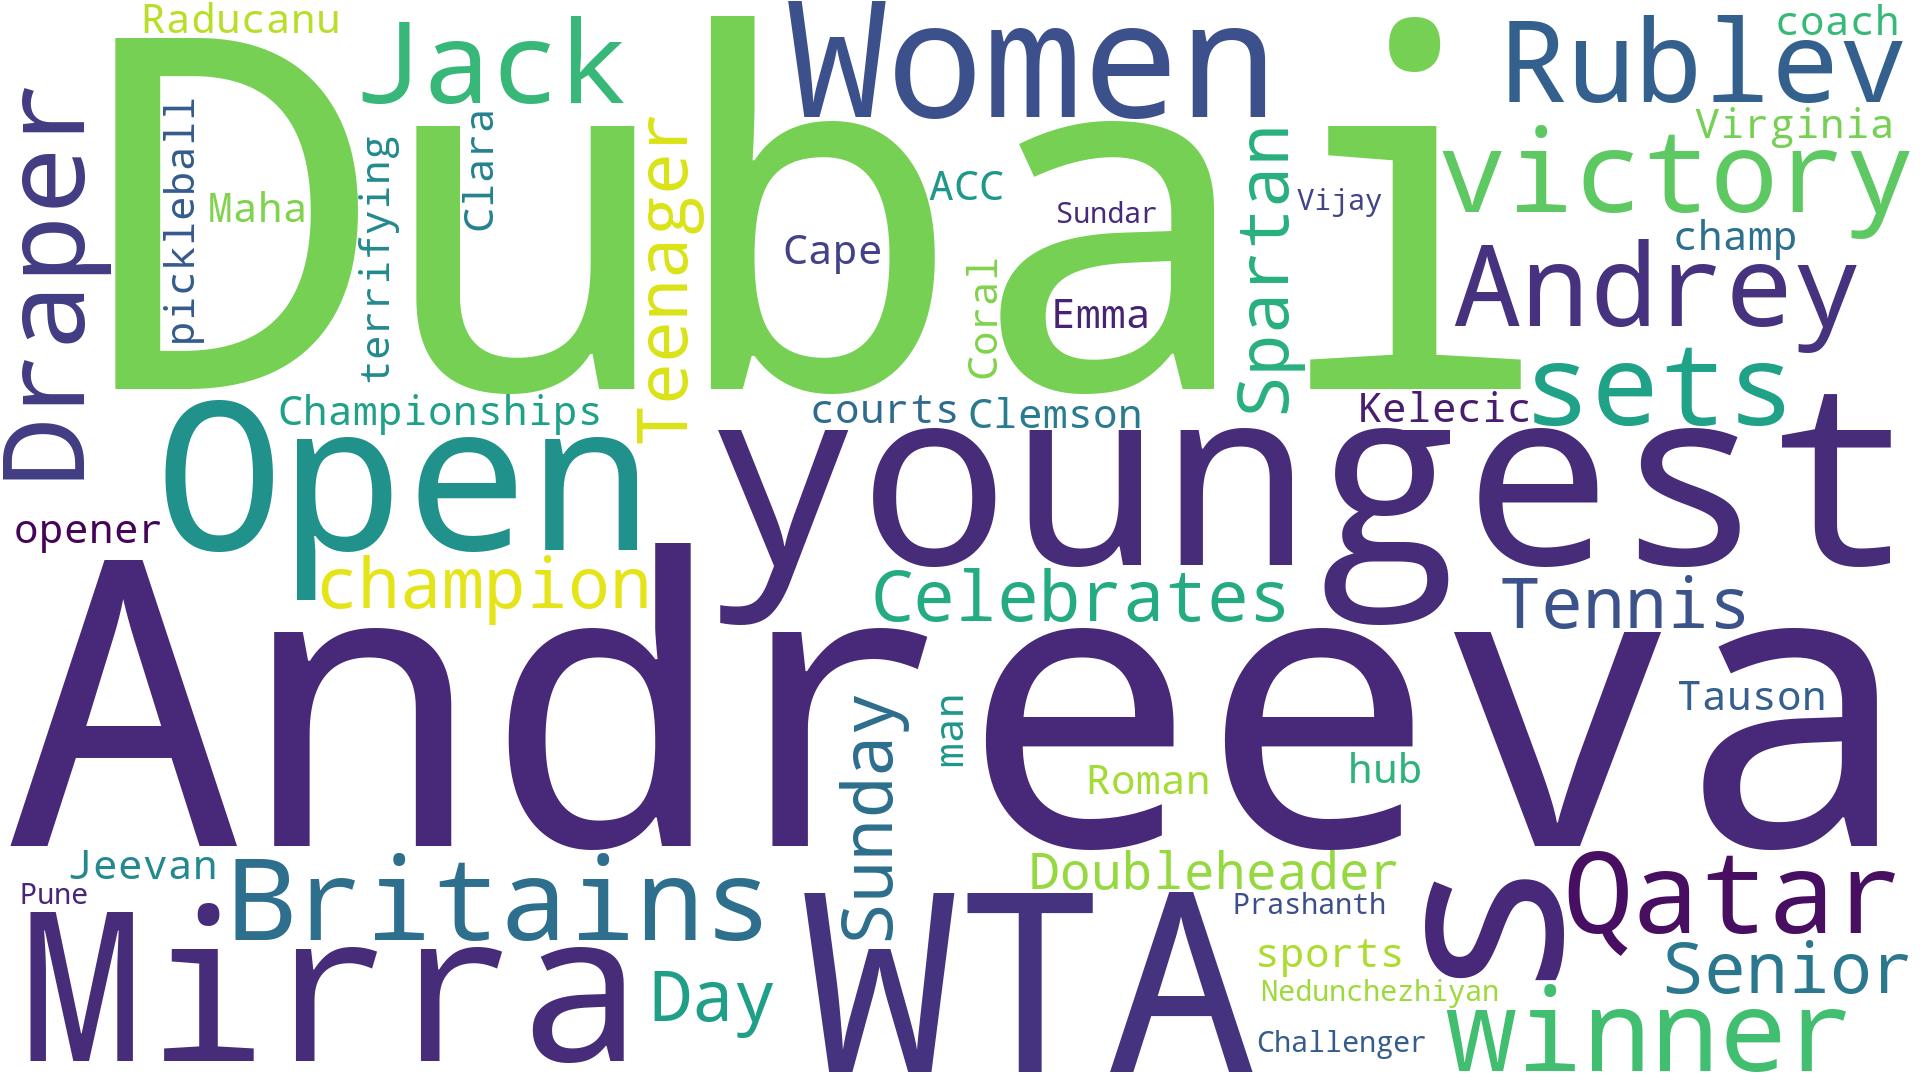 Raducanu
Jack
Women
Rublev
coach
Dubai
Draper
pickleball
Maha
terrifying
Clara
Teenager
ACC
Sundar
Cape
Coral
Emma
Spartan
Vijay
Virginia
victory
champ
Andrey
sets
Championships
courts
Clemson
Kelecic
Open
youngest
opener
champion
Celebrates
Tennis
Andreeva
Tauson
Sunday
man
Roman
hub
Jeevan
Pune
Britains
Doubleheader
Qatar
Mirra
Day
WTA
Prashanth
s
sports
Senior
Nedunchezhiyan
winner
Challenger